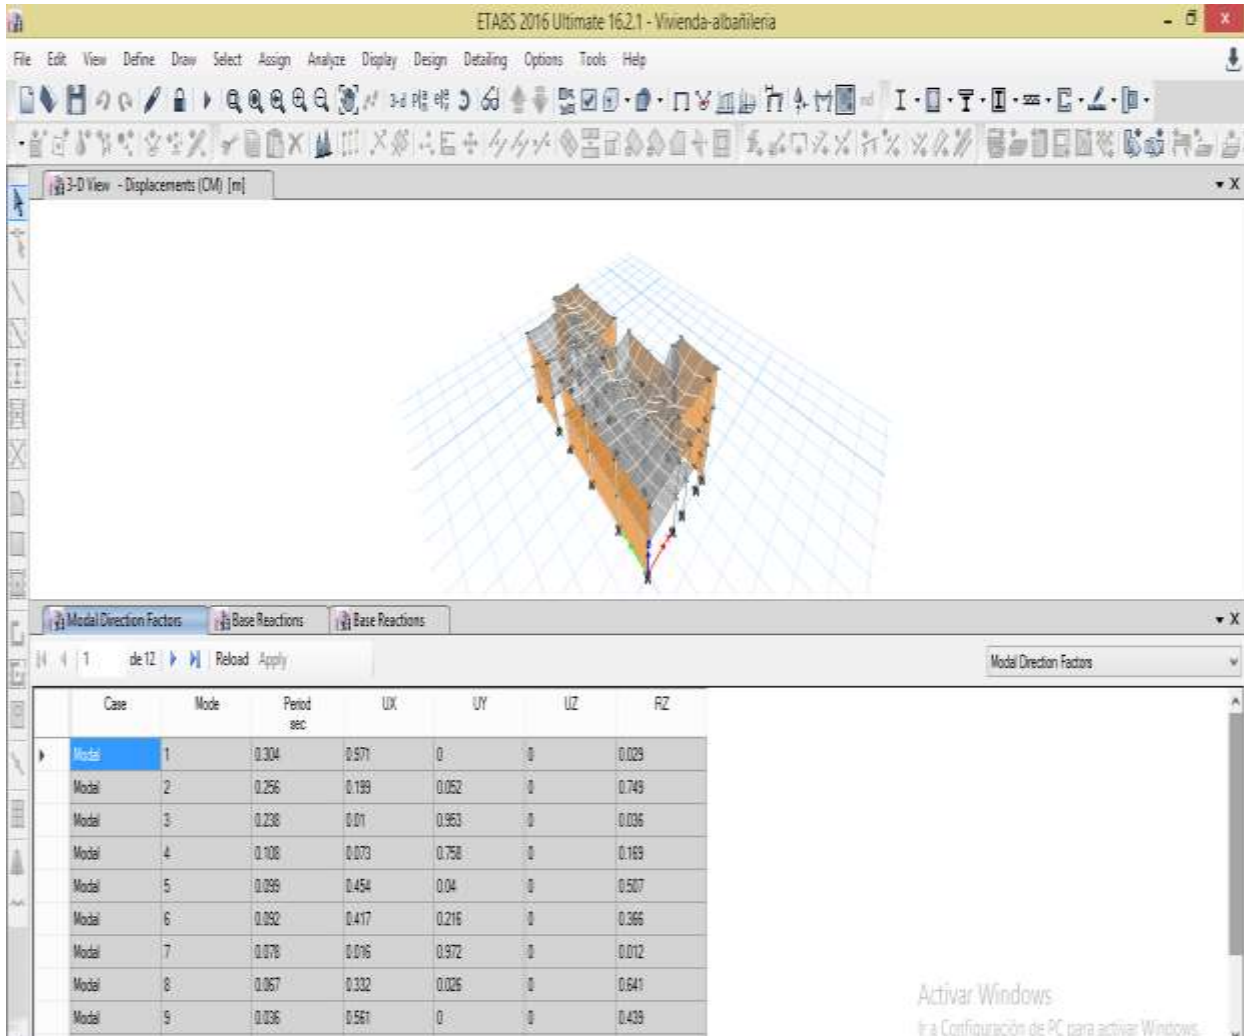 ETABS 2016 Ultimate 16.2.1 - Vivienda-albañileria
File Edit View Define Draw Select Assign Analyze Display Design Detailing Options Tools Help
3-D View - Displacements (CM) [m]
Modal Direction Factors Base Reactions Base Reactions
1 de 12 Reload Apply Modal Direction Factors
Case Mode Period UX UY UZ RZ
sec
Modal 1 0.304 0.971 0 0 0.029
Modal 2 0.256 0.199 0.052 0 0.749
Modal 3 0.238 0.01 0.953 0 0.036
Modal 4 0.108 0.073 0.758 0 0.169
Modal 5 0.099 0.454 0.04 0 0.507
Modal 6 0.092 0.417 0.216 0 0.366
Modal 7 0.078 0.016 0.972 0 0.012
Modal 8 0.067 0.332 0.026 0 0.641
Modal 9 0.036 0.561 0 0 0.439
Activar Windows
Ir a Configuración de PC para activar Windows.